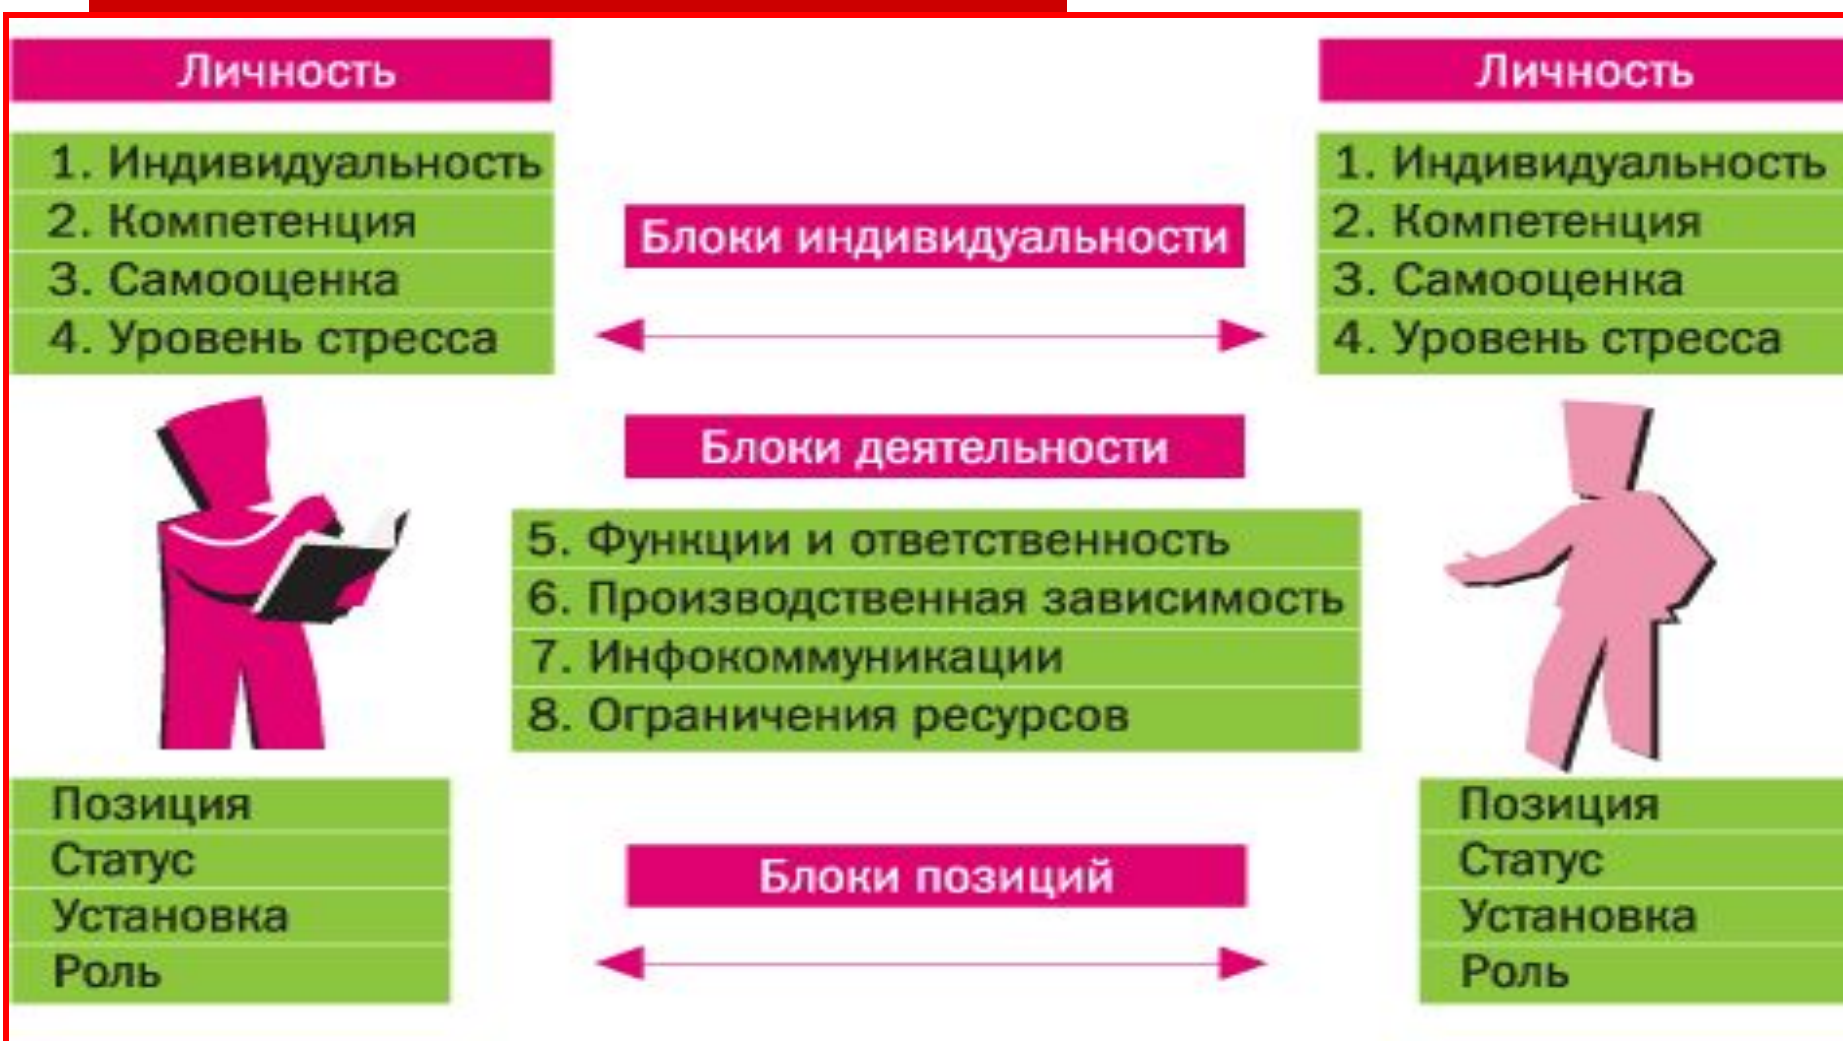 Личность
Личность
1. Индивидуальность
2. Компетенция
3. Самооценка
4. Уровень стресса
Блоки индивидуальности
1. Индивидуальность
2. Компетенция
3. Самооценка
4. Уровень стресса
Блоки деятельности
5. Функции и ответственность
6. Производственная зависимость
7. Инфокоммуникации
8. Ограничения ресурсов
Позиция
Статус
Установка
Роль
Блоки позиций
Позиция
Статус
Установка
Роль